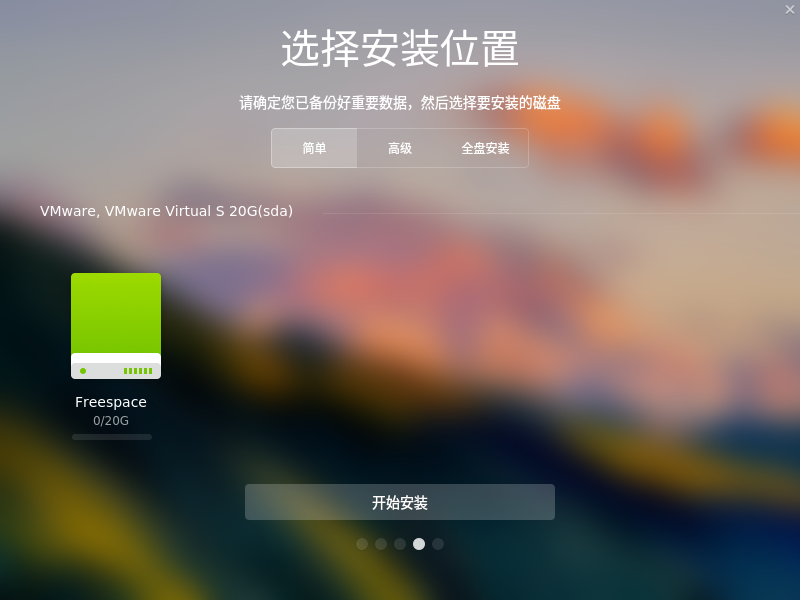 选择安装位置
请确定您已备份好重要数据，然后选择要安装的磁盘
简单 高级 全盘安装
VMware, VMware Virtual S 20G(sda)
Freespace
0/20G
开始安装